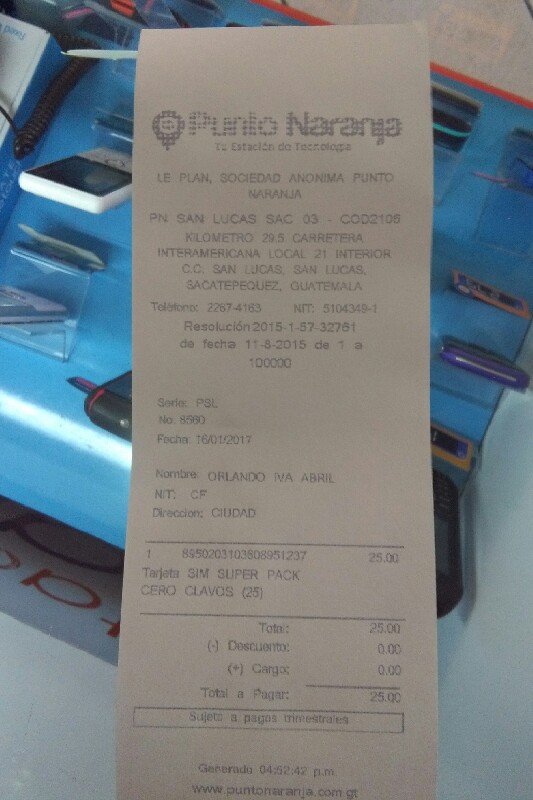 Punto Naranja
Tu Estación de Tecnología
LE PLAN, SOCIEDAD ANONIMA PUNTO
NARANJA
PN SAN LUCAS SAC 03 - COD2105
KILOMETRO 29.5 CARRETERA
INTERAMERICANA LOCAL 21 INTERIOR
C.C. SAN LUCAS, SAN LUCAS,
SACATEPEQUEZ, GUATEMALA
Teléfono: 2267-4163 NIT: 5104349-1
Resolución 2015-1-57-32761
de fecha 11-8-2015 de 1 a
100000
Serie: PSL
No. 8560
Fecha: 16/01/2017
Nombre: ORLANDO IVA ABRIL
NIT: CF
Direccion: CIUDAD
1 8950203103608951237 25.00
Tarjeta SIM SUPER PACK
CERO CLAVOS (25)
Total: 25.00
(-) Descuento: 0.00
(+) Cargo: 0.00
Total a Pagar: 25.00
Sujeto a pagos trimestrales
Generado 04:52:42 p.m.
www.puntonaranja.com.gt